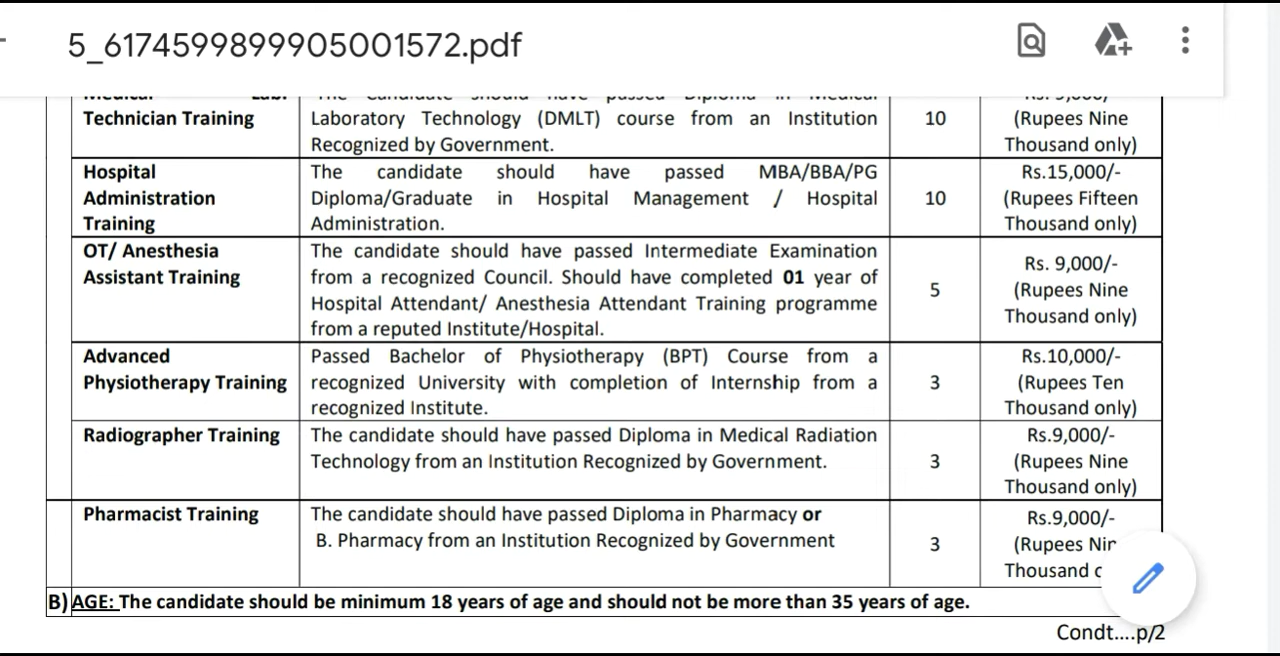 5_6174599899905001572.pdf
Technician Training
Laboratory Technology (DMLT) course from an Institution
Recognized by Government.
10
(Rupees Nine
Thousand only)
Hospital
Administration
Training
The candidate should have passed MBA/BBA/PG
Diploma/Graduate in Hospital Management / Hospital
Administration.
10
Rs.15,000/-
(Rupees Fifteen
Thousand only)
OT/ Anesthesia
Assistant Training
The candidate should have passed Intermediate Examination
from a recognized Council. Should have completed 01 year of
Hospital Attendant/ Anesthesia Attendant Training programme
from a reputed Institute/Hospital.
5
Rs. 9,000/-
(Rupees Nine
Thousand only)
Advanced
Physiotherapy Training
Passed Bachelor of Physiotherapy (BPT) Course from a
recognized University with completion of Internship from a
recognized Institute.
3
Rs.10,000/-
(Rupees Ten
Thousand only)
Radiographer Training
The candidate should have passed Diploma in Medical Radiation
Technology from an Institution Recognized by Government.
3
Rs.9,000/-
(Rupees Nine
Thousand only)
Pharmacist Training
The candidate should have passed Diploma in Pharmacy or
B. Pharmacy from an Institution Recognized by Government
3
Rs.9,000/-
(Rupees
Thousand
B) AGE: The candidate should be minimum 18 years of age and should not be more than 35 years of age.
Condt....p/2